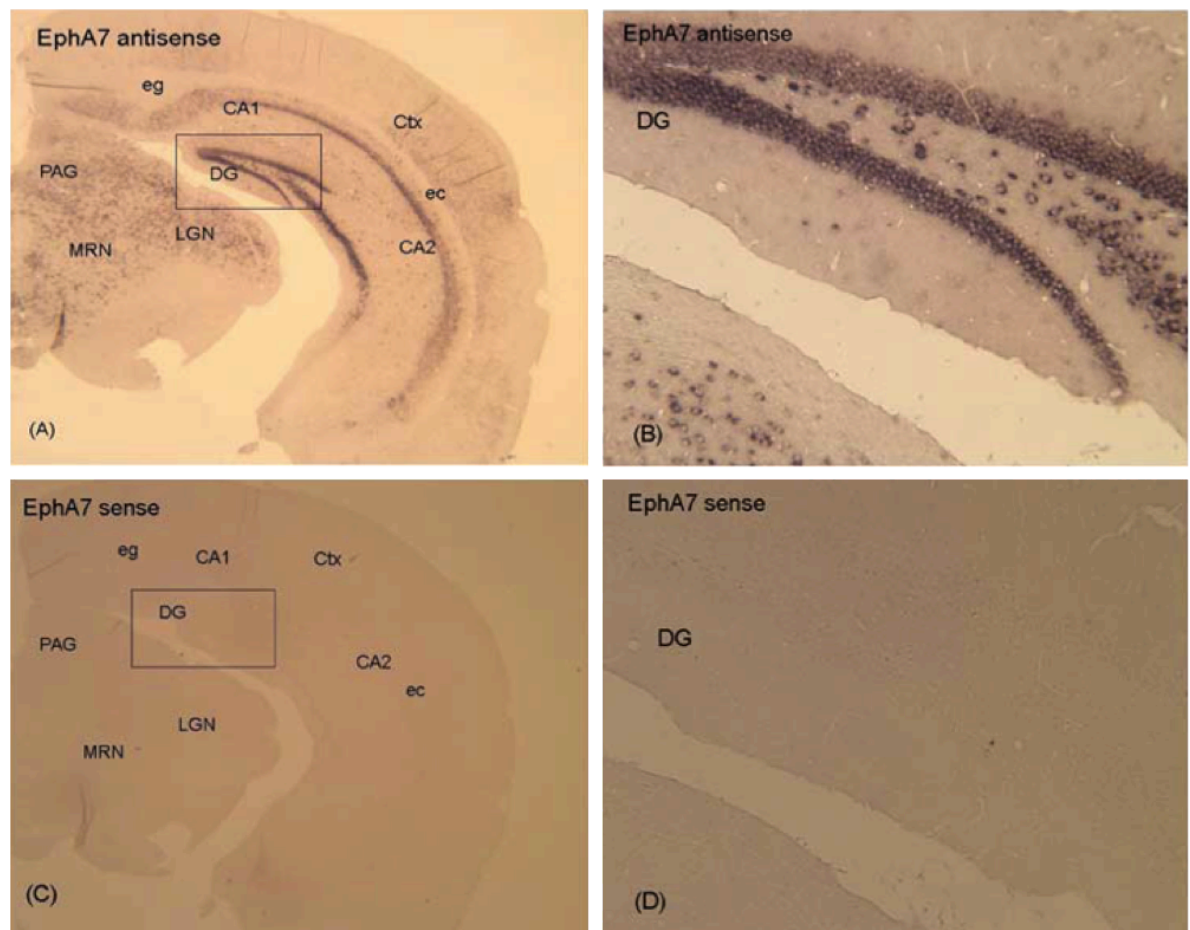 EphA7 antisense
eg
CA1
Ctx
PAG
DG
ec
LGN
MRN
CA2
(A)
EphA7 antisense
DG
(B)
EphA7 sense
eg
CA1
Ctx
DG
PAG
CA2
ec
LGN
MRN
(C)
EphA7 sense
DG
(D)